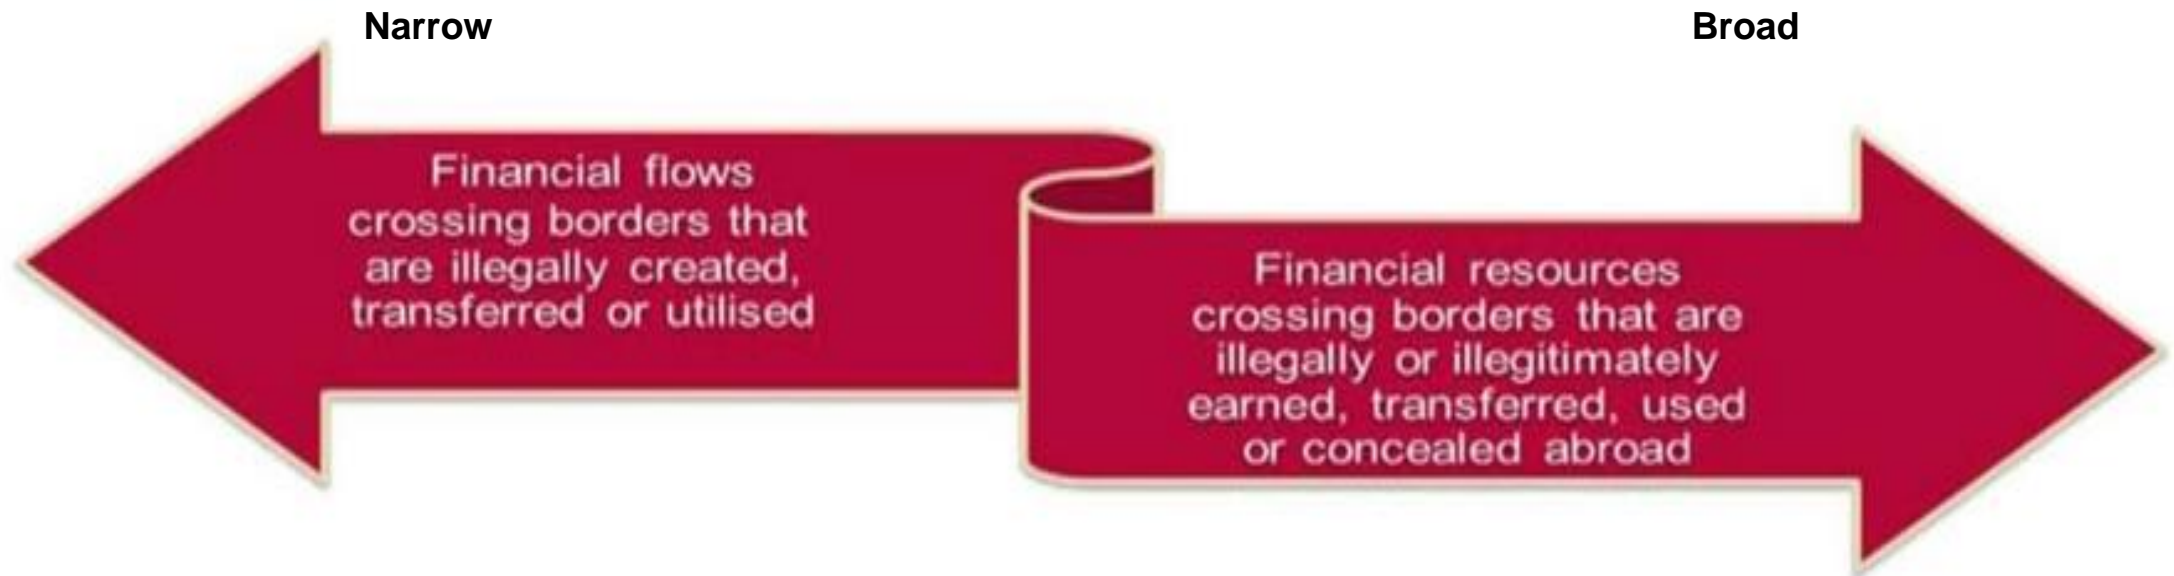 Narrow
Broad
Financial flows
crossing borders that
are illegally created,
transferred or utilised
Financial resources
crossing borders that are
illegally or illegitimately
earned, transferred, used
or concealed abroad